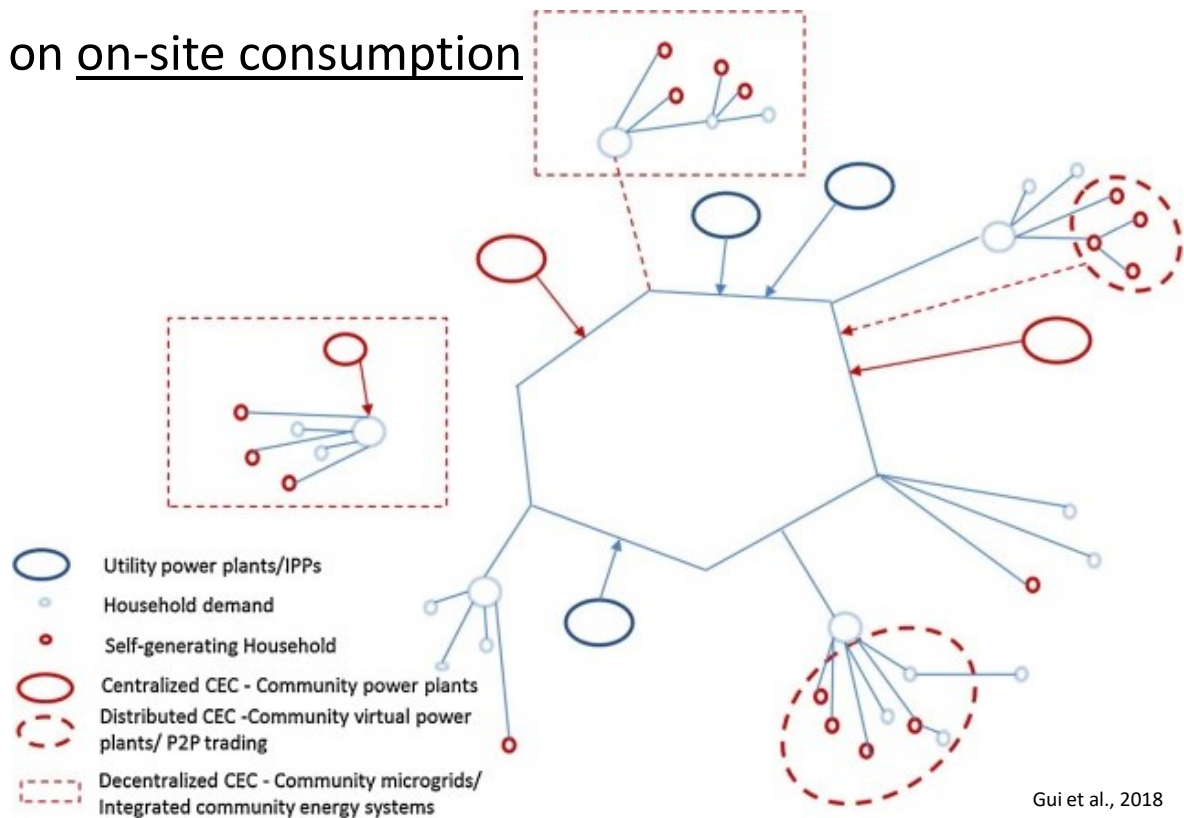 on on-site consumption
Utility power plants/IPPs
Household demand
Self-generating Household
Centralized CEC - Community power plants
Distributed CEC -Community virtual power
plants/ P2P trading
Decentralized CEC - Community microgrids/
Integrated community energy systems
Gui et al., 2018